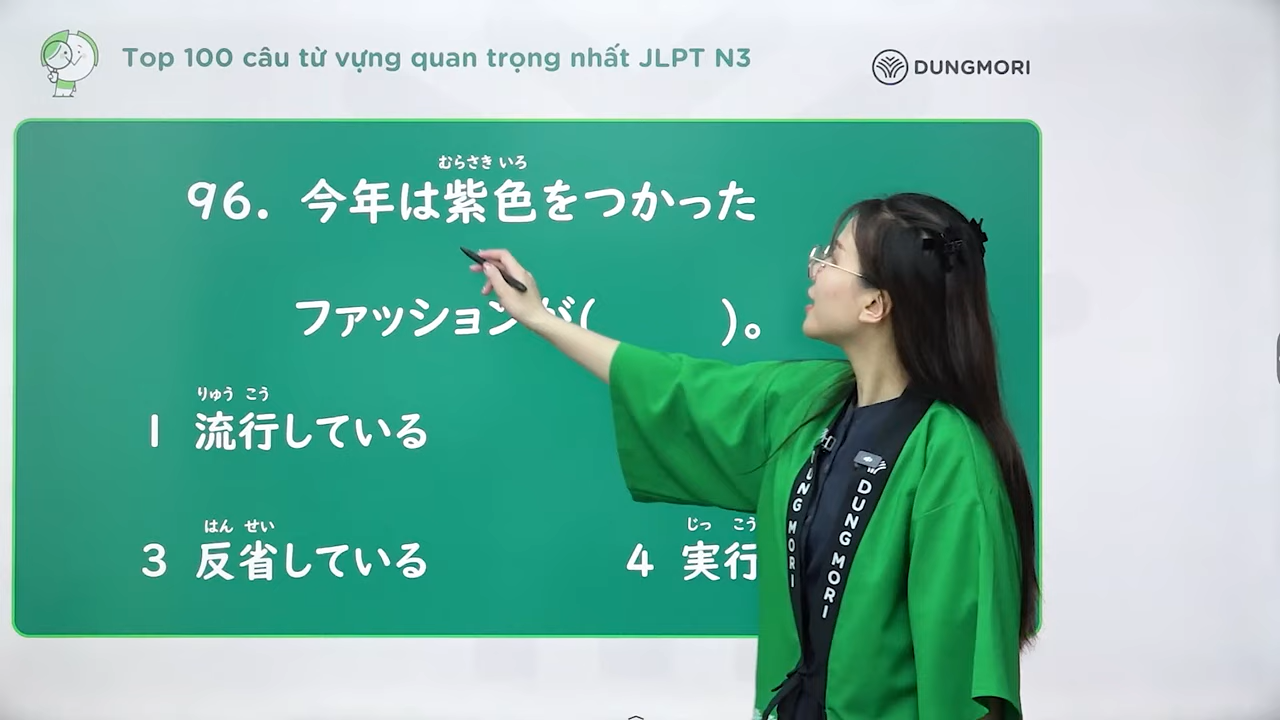 Top 100 câu từ vựng quan trọng nhất JLPT N3
DUNGMORI
むらさき いろ
96. 今年は紫色をつかった
ファッションが( )。
りゅう こう
1 流行している
はん せい
3 反省している
じっ こう
4 実行
DUNG MORI
DUNG MORI